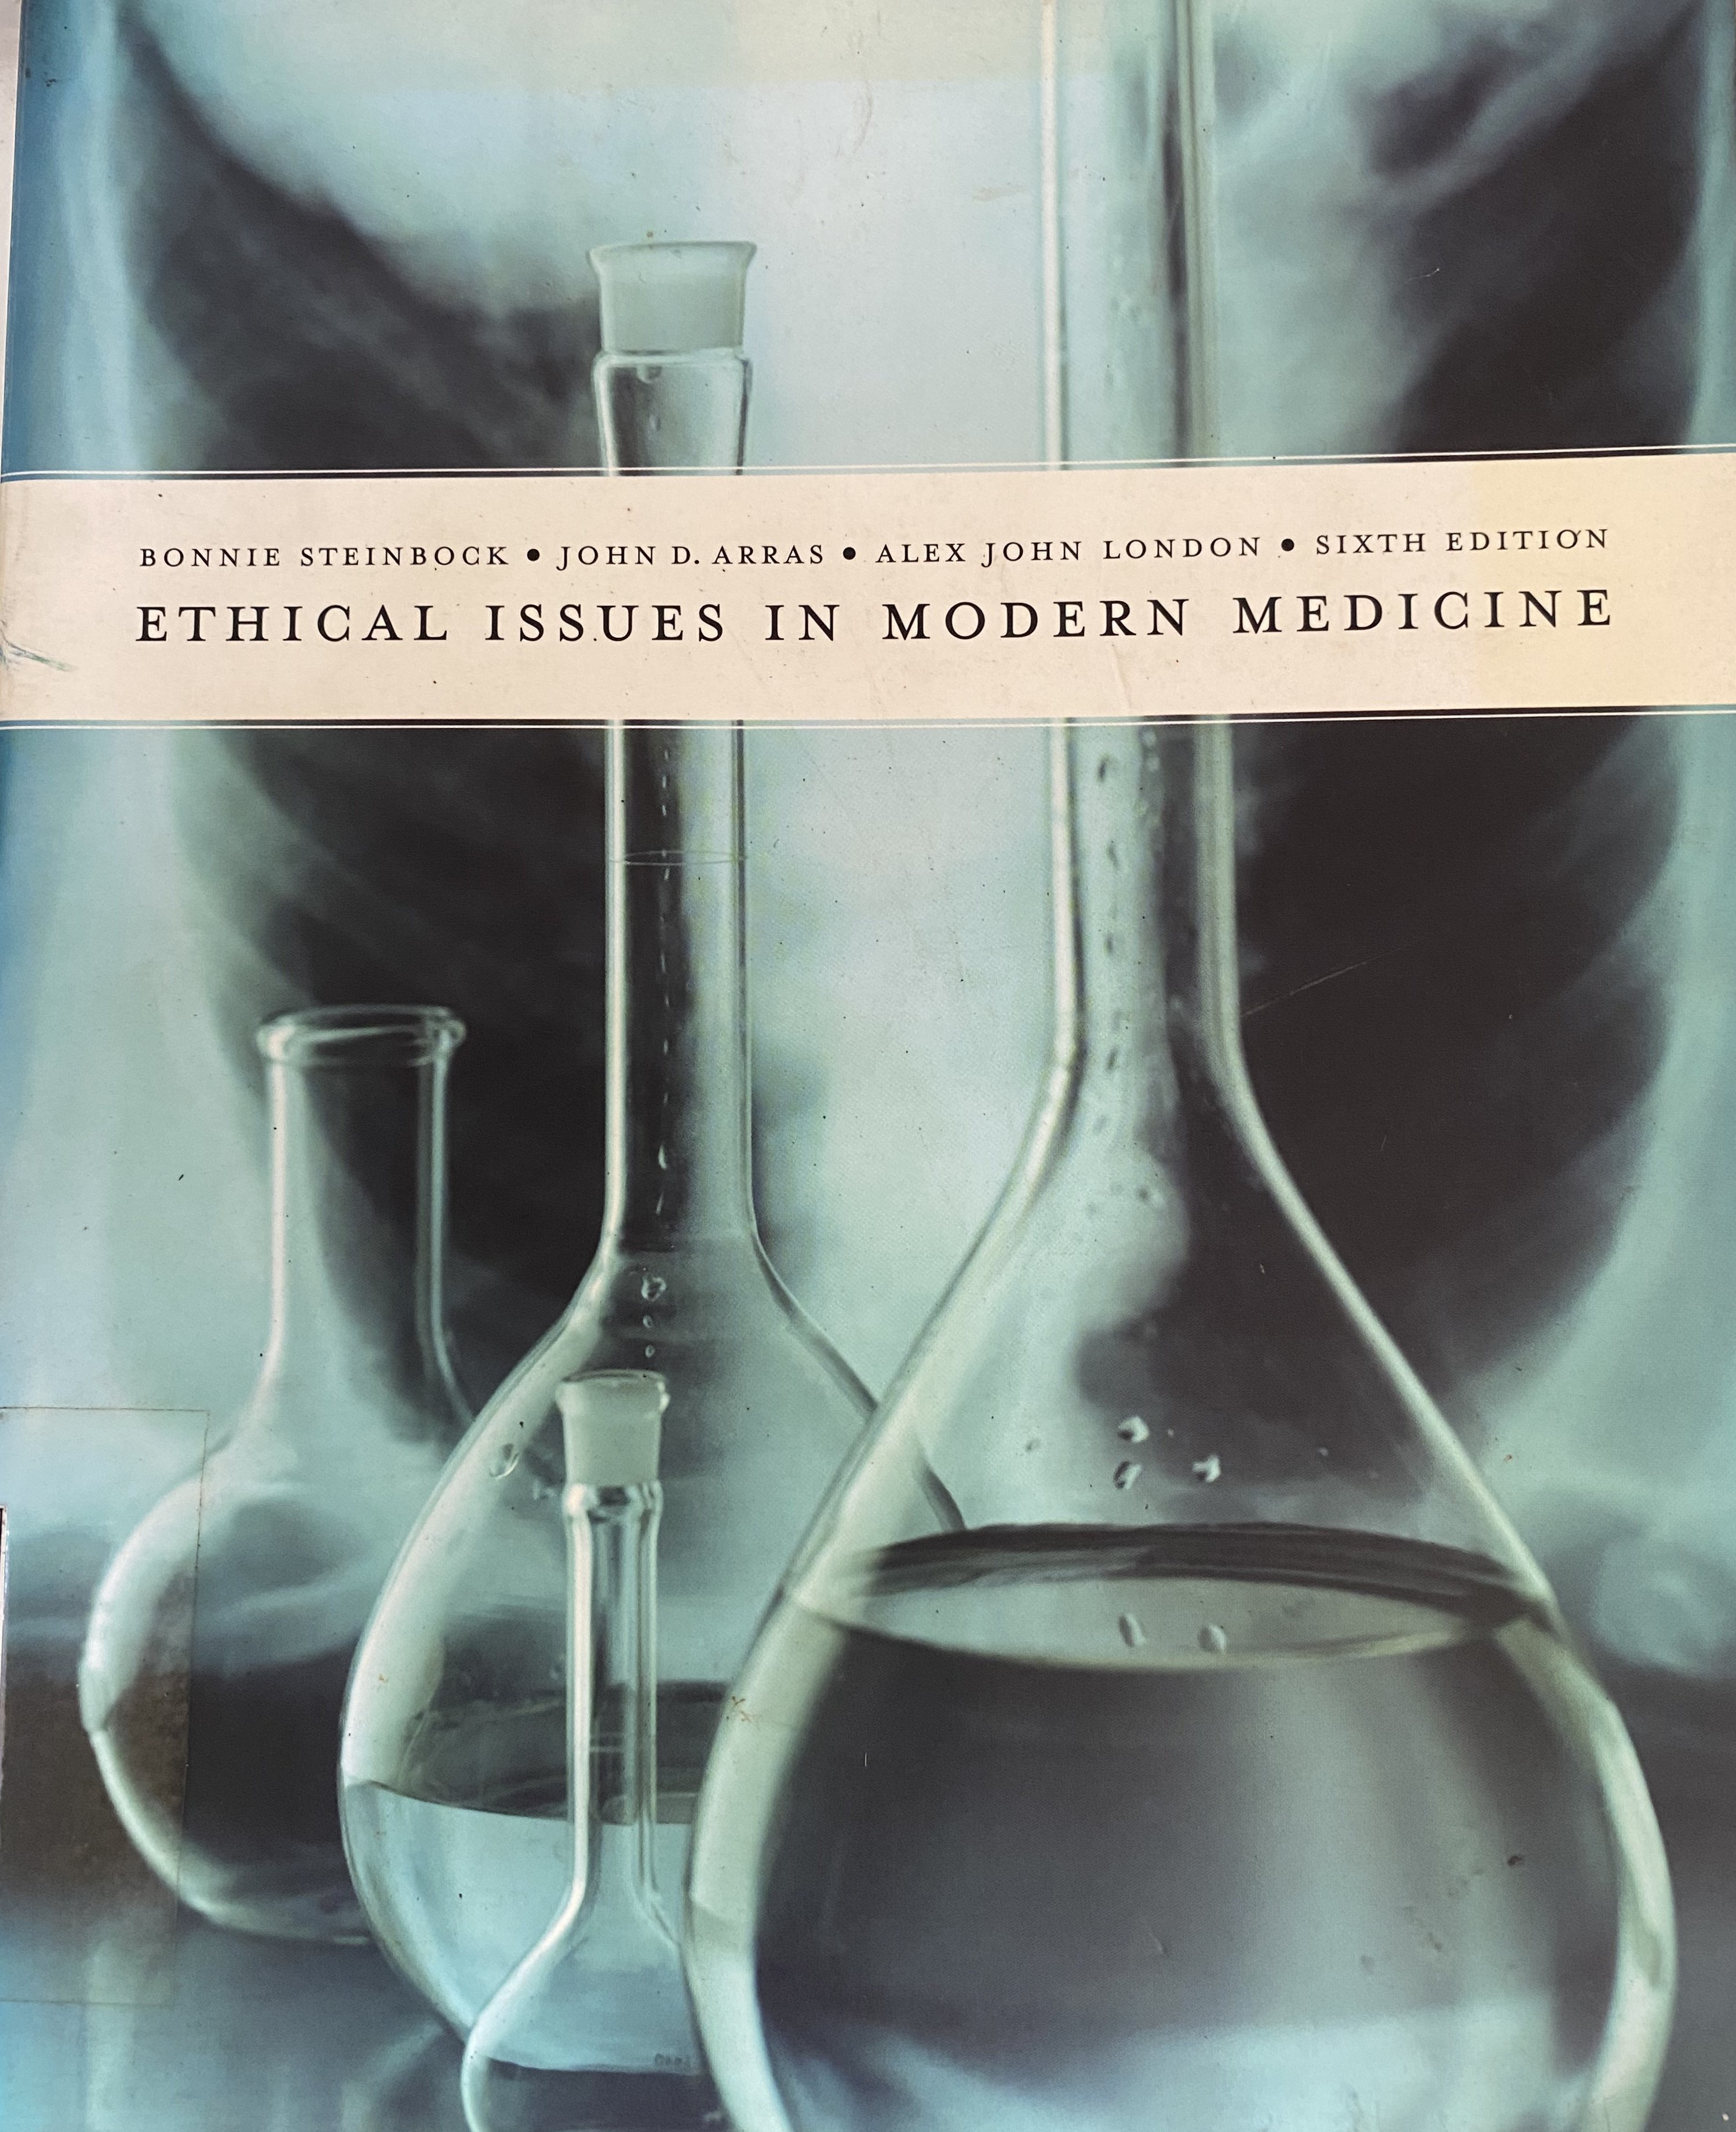 BONNIE STEINBOCK • JOHN D. ARRAS • ALEX JOHN LONDON • SIXTH EDITION
ETHICAL ISSUES IN MODERN MEDICINE